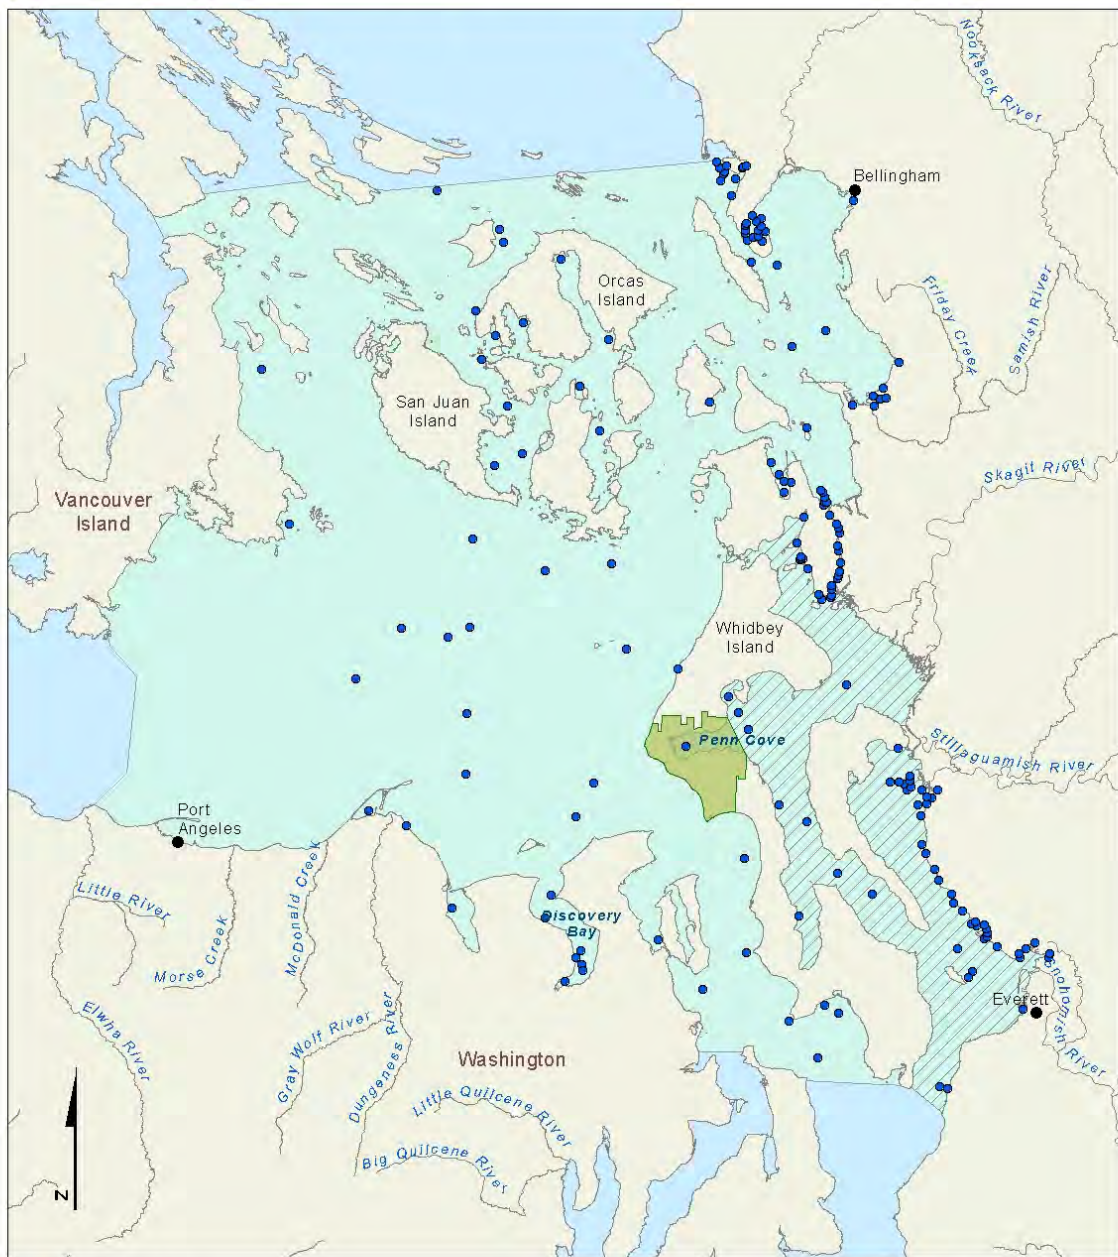 Nooksack River
Bellingham
Orcas
Island
Friday Creek
Samish River
San Juan
Island
Skagit River
Vancouver
Island
Whidbey
Island
Penn Cove
Stillaguamish River
Port
Angeles
Little River
McDonald Creek
Discovery
Bay
Morse Creek
Elwha River
Gray Wolf River
Dungeness River
Everett
Snohomish River
Washington
Little Quilcene River
Big Quilcene River
N